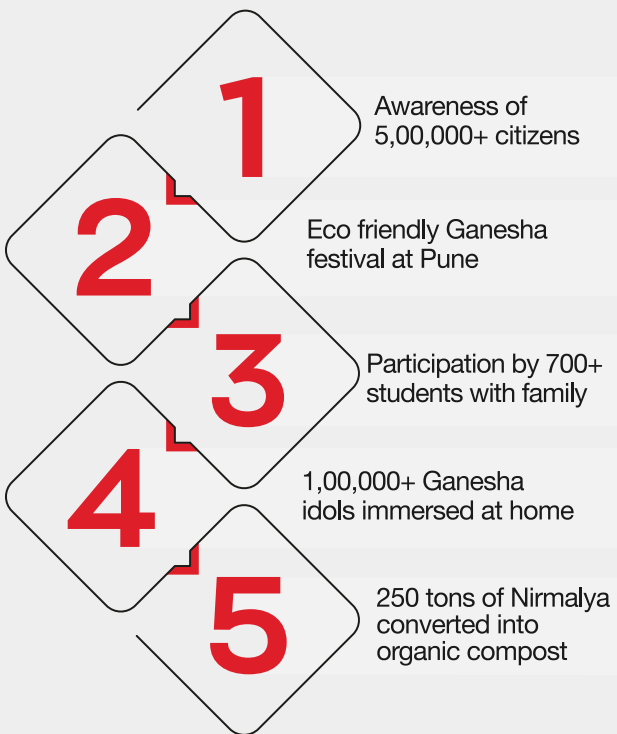 1
Awareness of
5,00,000+ citizens
2
Eco friendly Ganesha
festival at Pune
3
Participation by 700+
students with family
4
1,00,000+ Ganesha
idols immersed at home
5
250 tons of Nirmalya
converted into
organic compost